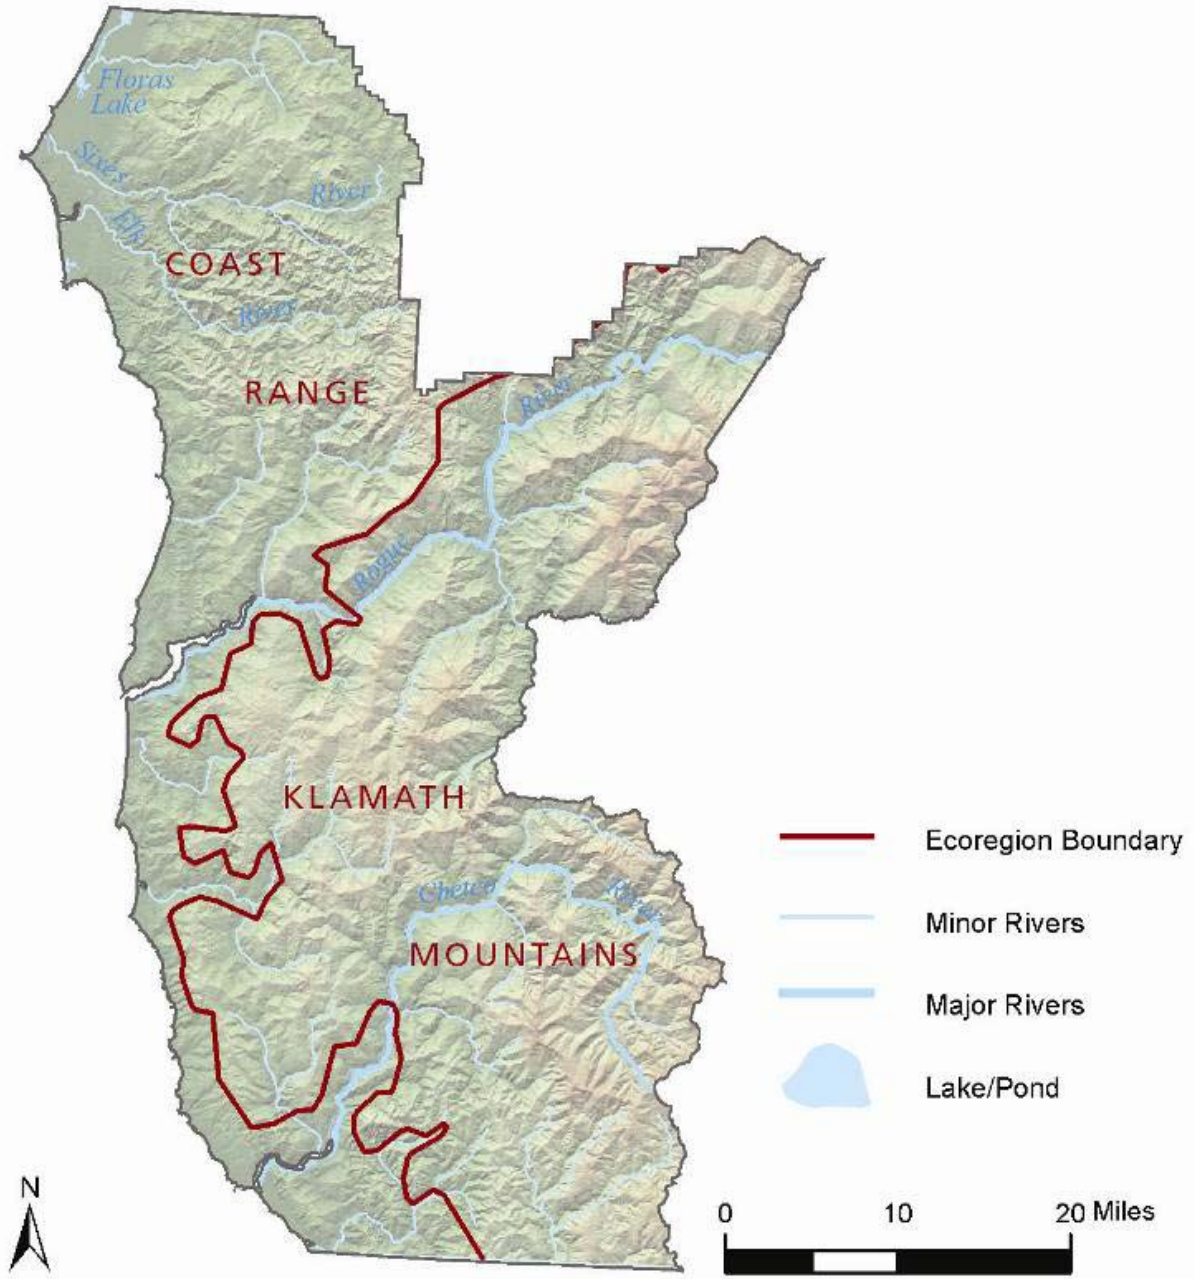 Floras
Lake
Sixes
River
Elk
COAST
River
RANGE
River
Rogue
KLAMATH
Chetco
River
MOUNTAINS
Ecoregion Boundary
Minor Rivers
Major Rivers
Lake/Pond
N
0 10 20 Miles